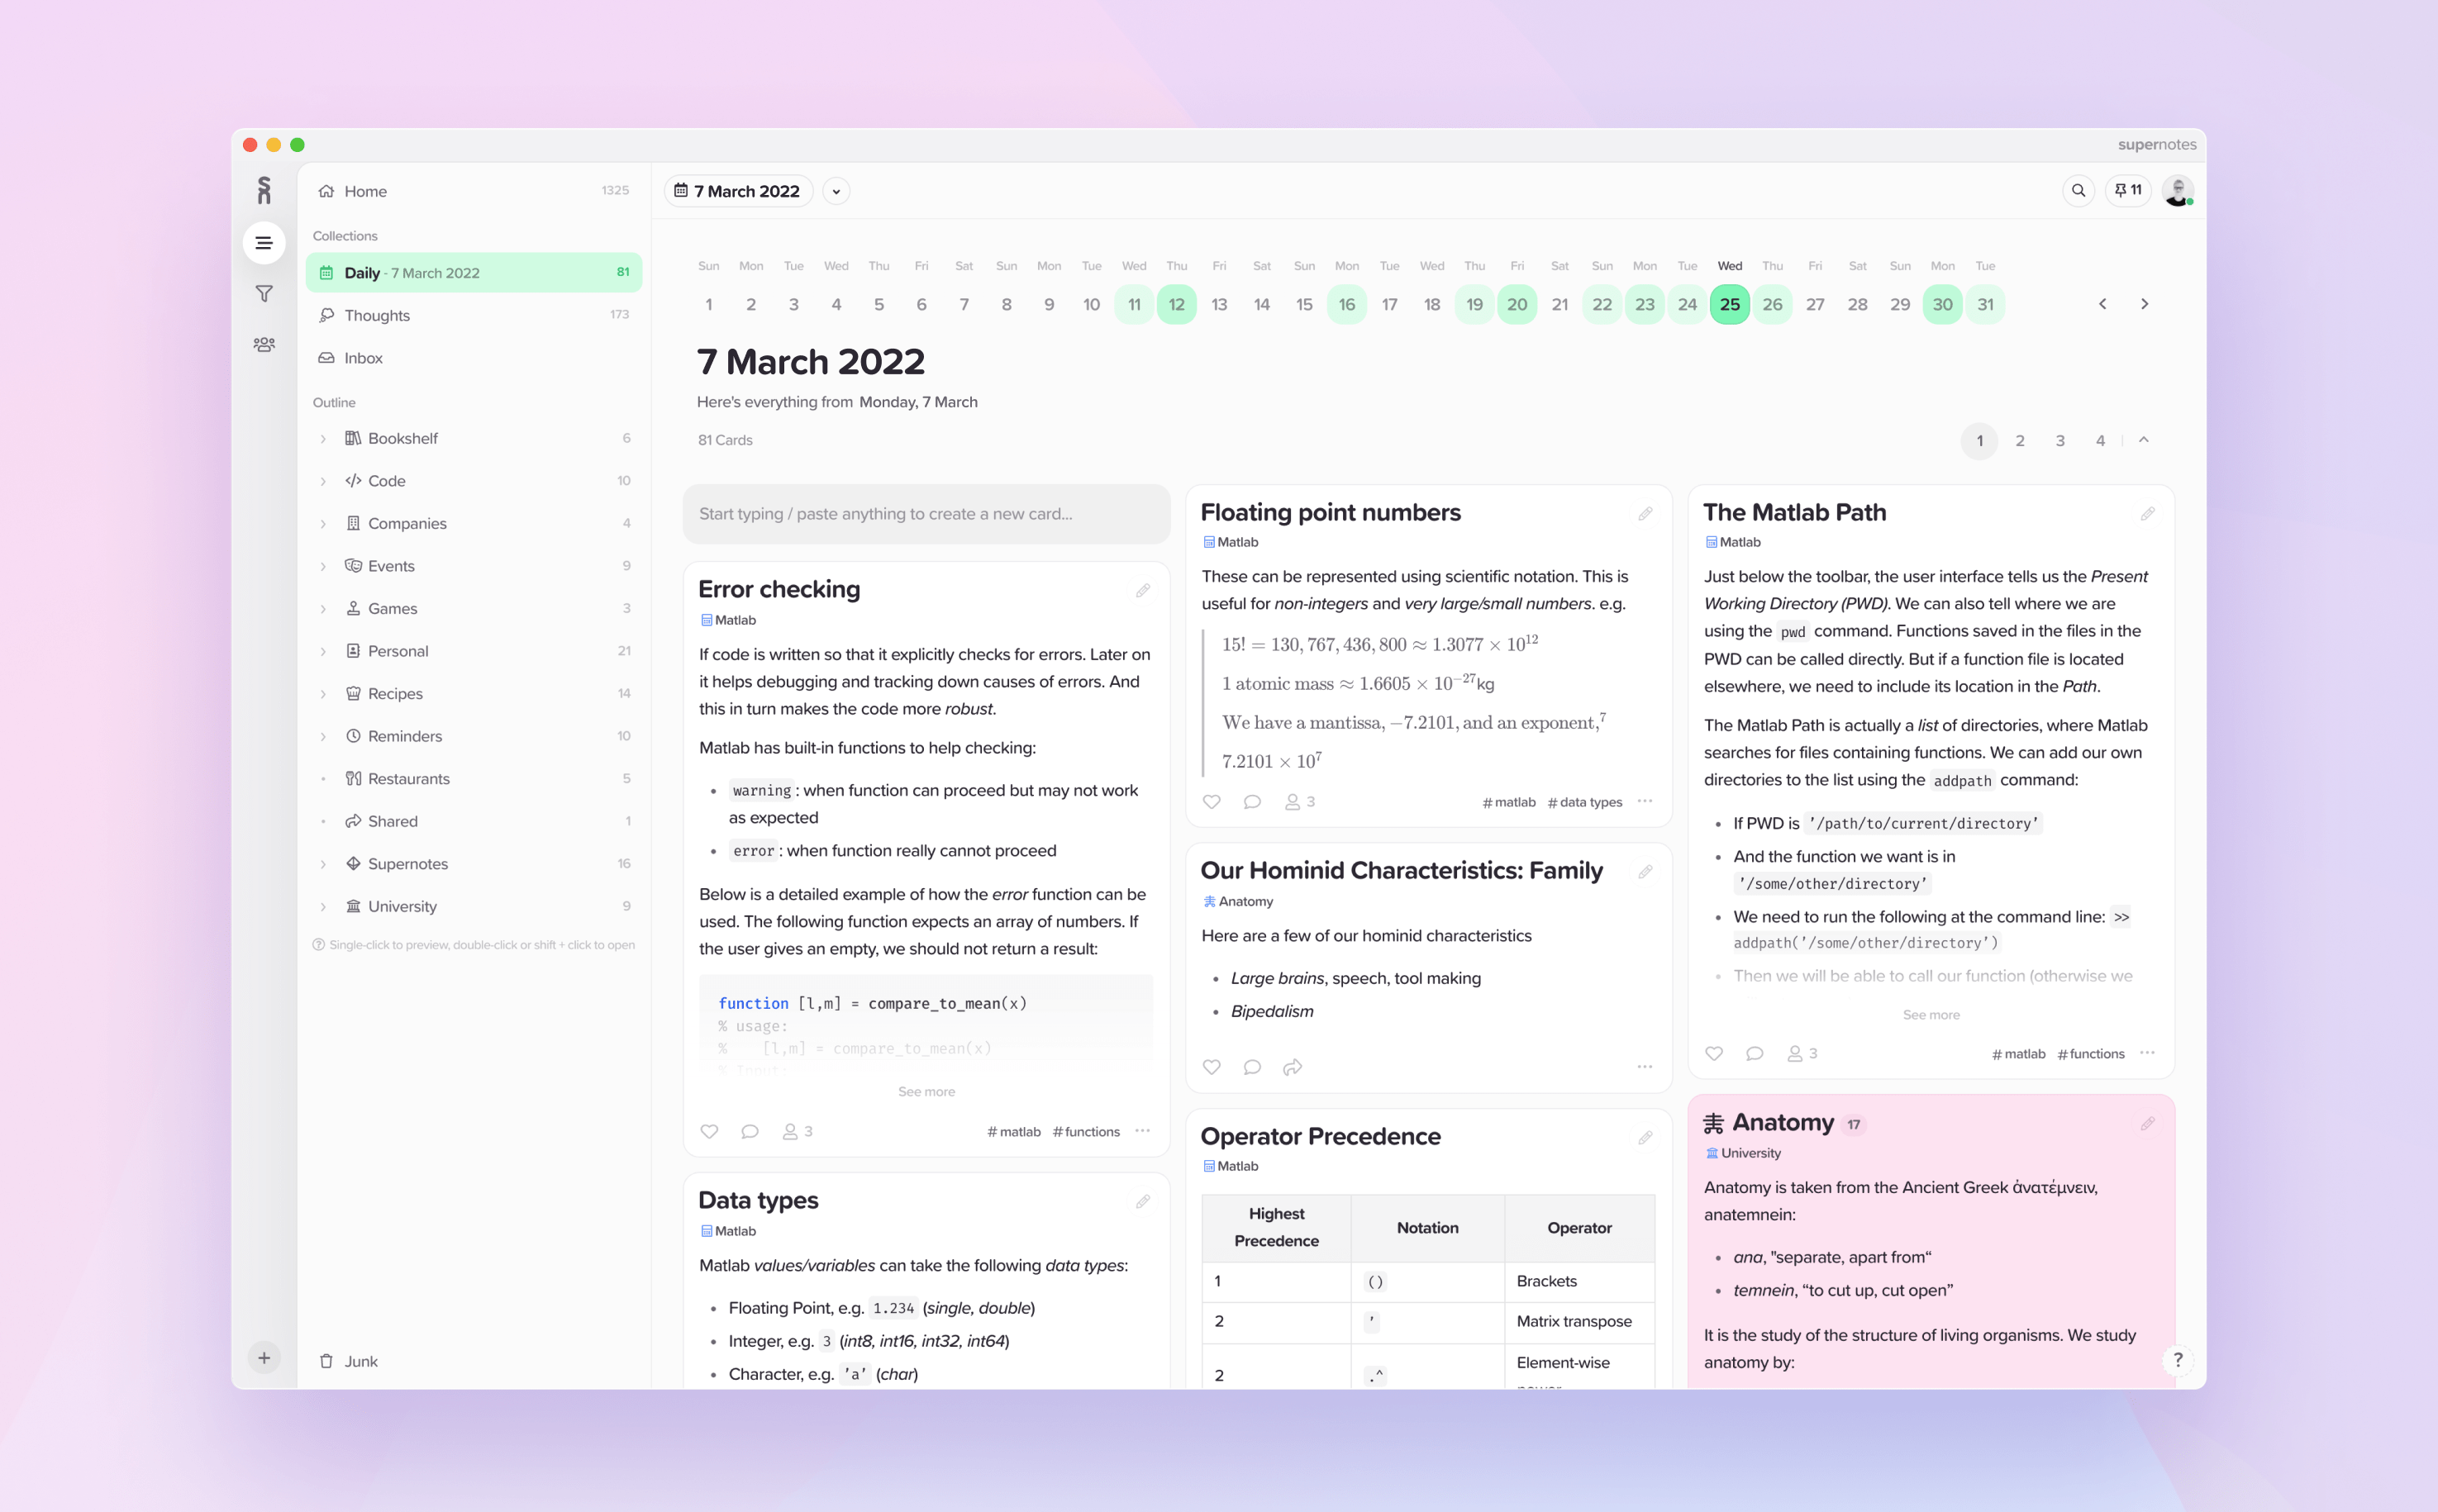 supernotes
Home 1325
Collections
Daily - 7 March 2022 81
Thoughts 173
Inbox
Outline
Bookshelf 6
Code 10
Companies 4
Events 9
Games 3
Personal 21
Recipes 14
Reminders 10
Restaurants 5
Shared 1
Supernotes 16
University 9
Single-click to preview, double-click or shift + click to open
Junk
7 March 2022
11
Sun Mon Tue Wed Thu Fri Sat Sun Mon Tue Wed Thu Fri Sat Sun Mon Tue Wed Thu Fri Sat Sun Mon Tue Wed Thu Fri Sat Sun Mon Tue
1 2 3 4 5 6 7 8 9 10 11 12 13 14 15 16 17 18 19 20 21 22 23 24 25 26 27 28 29 30 31
7 March 2022
Here's everything from Monday, 7 March
81 Cards
1 2 3 4
Start typing / paste anything to create a new card...
Error checking
Matlab
If code is written so that it explicitly checks for errors. Later on
it helps debugging and tracking down causes of errors. And
this in turn makes the code more robust.
Matlab has built-in functions to help checking:
• warning: when function can proceed but may not work
as expected
• error: when function really cannot proceed
Below is a detailed example of how the error function can be
used. The following function expects an array of numbers. If
the user gives an empty, we should not return a result:
function [l,m] = compare_to_mean(x)
% usage:
% [l,m] = compare_to_mean(x)
% Input:
See more
3 #matlab #functions
Data types
Matlab
Matlab values/variables can take the following data types:
• Floating Point, e.g. 1.234 (single, double)
• Integer, e.g. 3 (int8, int16, int32, int64)
• Character, e.g. 'a' (char)
Floating point numbers
Matlab
These can be represented using scientific notation. This is
useful for non-integers and very large/small numbers. e.g.
15! = 130, 767, 436, 800 ≈ 1.3077 × 10¹²
1 atomic mass ≈ 1.6605 × 10⁻²⁷kg
We have a mantissa, −7.2101, and an exponent,⁷
7.2101 × 10⁷
3 #matlab #data types
Our Hominid Characteristics: Family
Anatomy
Here are a few of our hominid characteristics
• Large brains, speech, tool making
• Bipedalism
Operator Precedence
Matlab
Highest
Precedence
Notation
Operator
1 () Brackets
2 ' Matrix transpose
2 .^ Element-wise
The Matlab Path
Matlab
Just below the toolbar, the user interface tells us the Present
Working Directory (PWD). We can also tell where we are
using the pwd command. Functions saved in the files in the
PWD can be called directly. But if a function file is located
elsewhere, we need to include its location in the Path.
The Matlab Path is actually a list of directories, where Matlab
searches for files containing functions. We can add our own
directories to the list using the addpath command:
• If PWD is '/path/to/current/directory'
• And the function we want is in
'/some/other/directory'
• We need to run the following at the command line: >>
addpath('/some/other/directory')
• Then we will be able to call our function (otherwise we
See more
3 #matlab #functions
Anatomy 17
University
Anatomy is taken from the Ancient Greek ἀνατέμνειν,
anatemnein:
• ana, "separate, apart from“
• temnein, “to cut up, cut open”
It is the study of the structure of living organisms. We study
anatomy by:
?